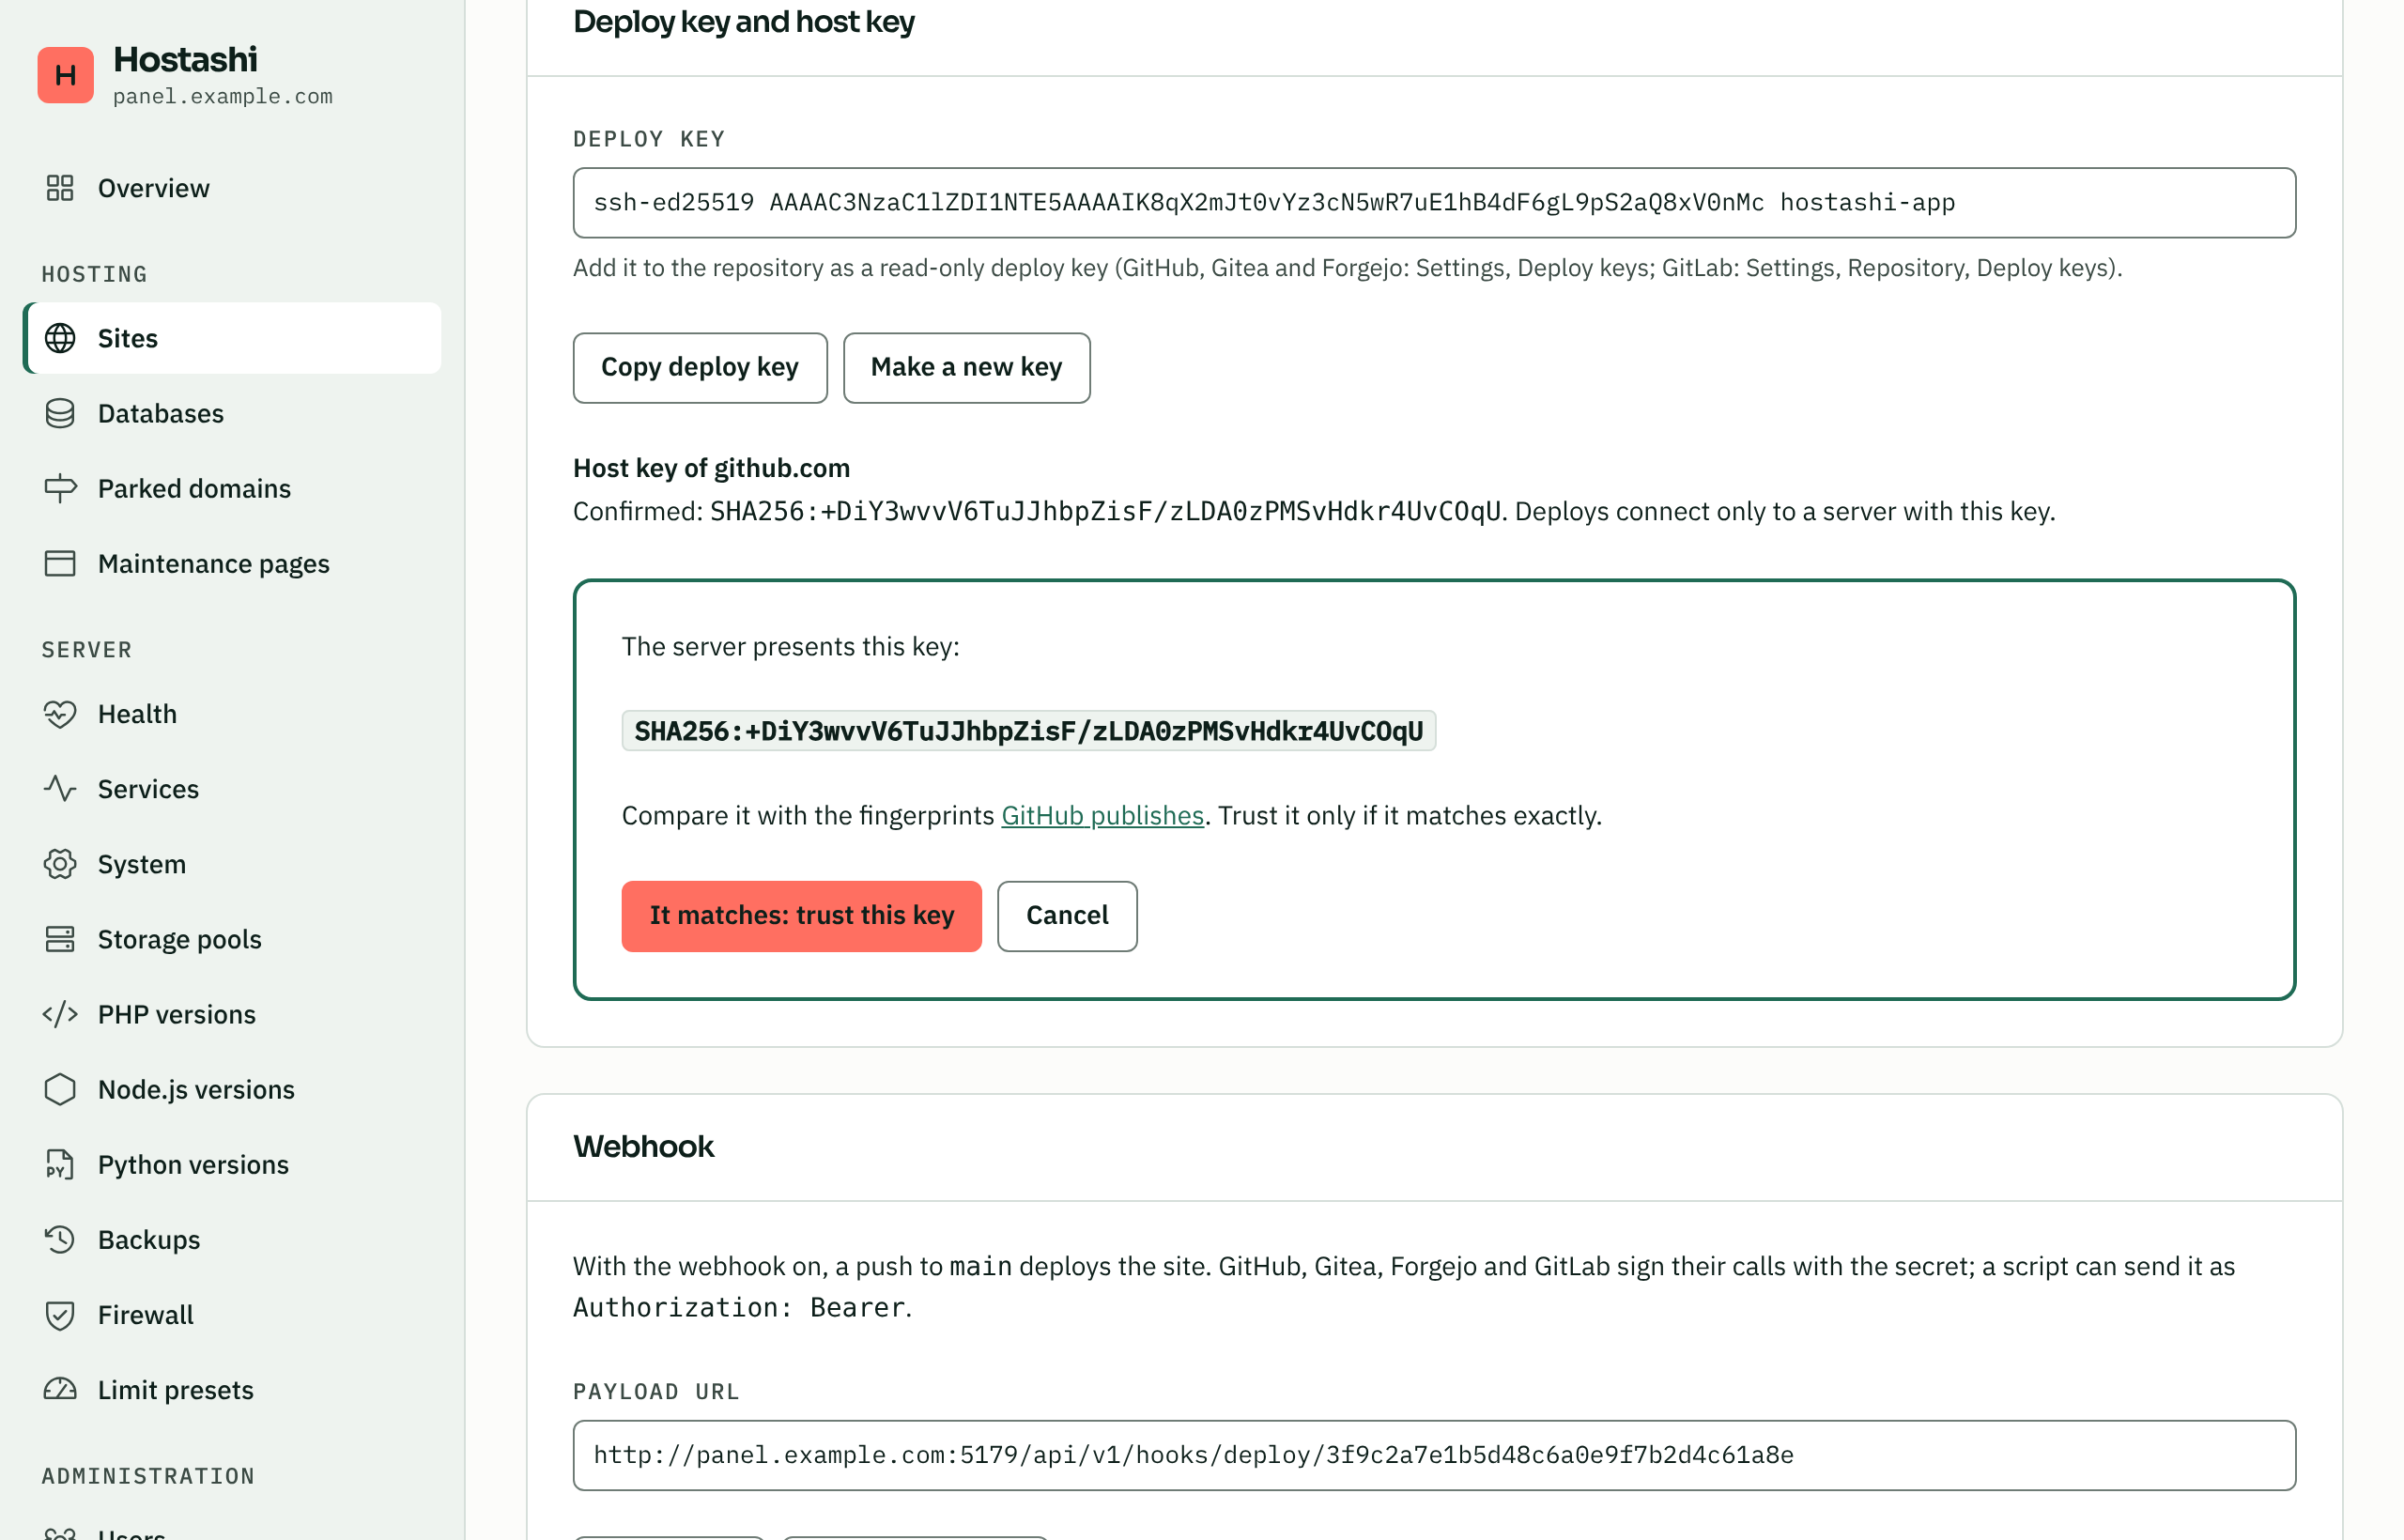 H
Hostashi
panel.example.com
Overview
HOSTING
Sites
Databases
Parked domains
Maintenance pages
SERVER
Health
Services
System
Storage pools
PHP versions
Node.js versions
PY
Python versions
Backups
Firewall
Limit presets
ADMINISTRATION
Users
Deploy key and host key
DEPLOY KEY
ssh-ed25519 AAAAC3NzaC1lZDI1NTE5AAAAIK8qX2mJt0vYz3cN5wR7uE1hB4dF6gL9pS2aQ8xV0nMc hostashi-app
Add it to the repository as a read-only deploy key (GitHub, Gitea and Forgejo: Settings, Deploy keys; GitLab: Settings, Repository, Deploy keys).
Copy deploy key
Make a new key
Host key of github.com
Confirmed: SHA256:+DiY3wvvV6TuJJhbpZisF/zLDA0zPMSvHdkr4UvCOqU. Deploys connect only to a server with this key.
The server presents this key:
SHA256:+DiY3wvvV6TuJJhbpZisF/zLDA0zPMSvHdkr4UvCOqU
Compare it with the fingerprints GitHub publishes. Trust it only if it matches exactly.
It matches: trust this key
Cancel
Webhook
With the webhook on, a push to main deploys the site. GitHub, Gitea, Forgejo and GitLab sign their calls with the secret; a script can send it as
Authorization: Bearer.
PAYLOAD URL
http://panel.example.com:5179/api/v1/hooks/deploy/3f9c2a7e1b5d48c6a0e9f7b2d4c61a8e